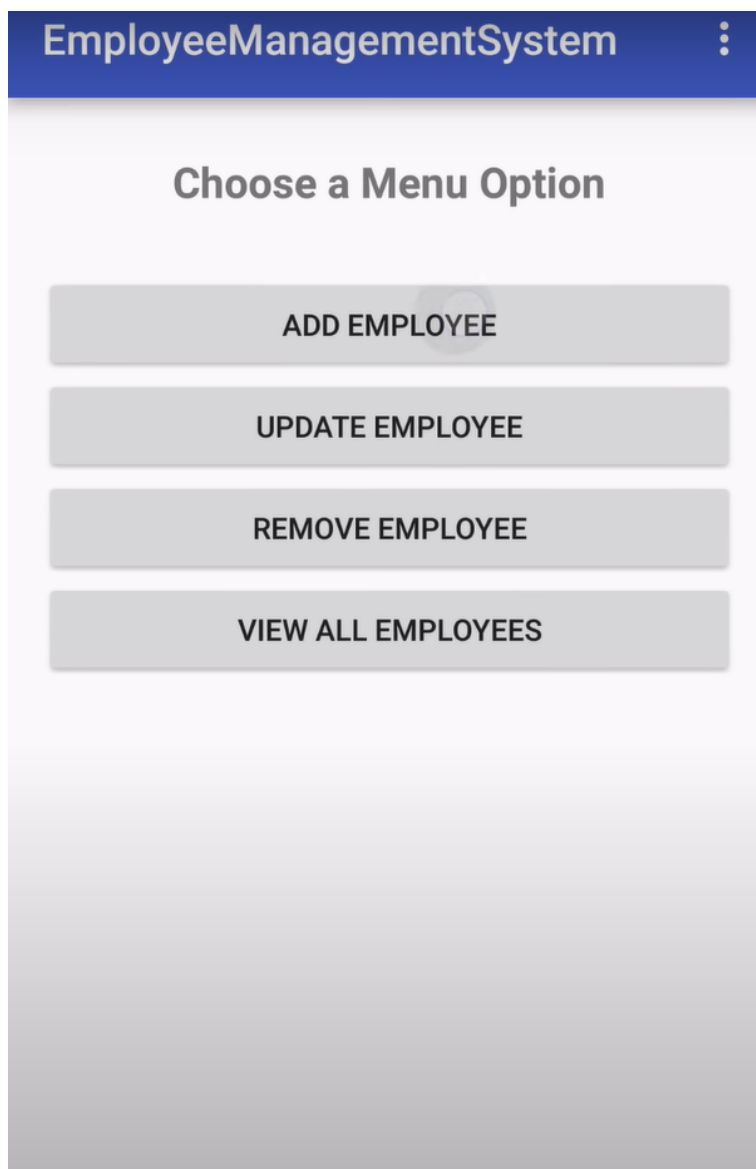 EmployeeManagementSystem
Choose a Menu Option
ADD EMPLOYEE
UPDATE EMPLOYEE
REMOVE EMPLOYEE
VIEW ALL EMPLOYEES